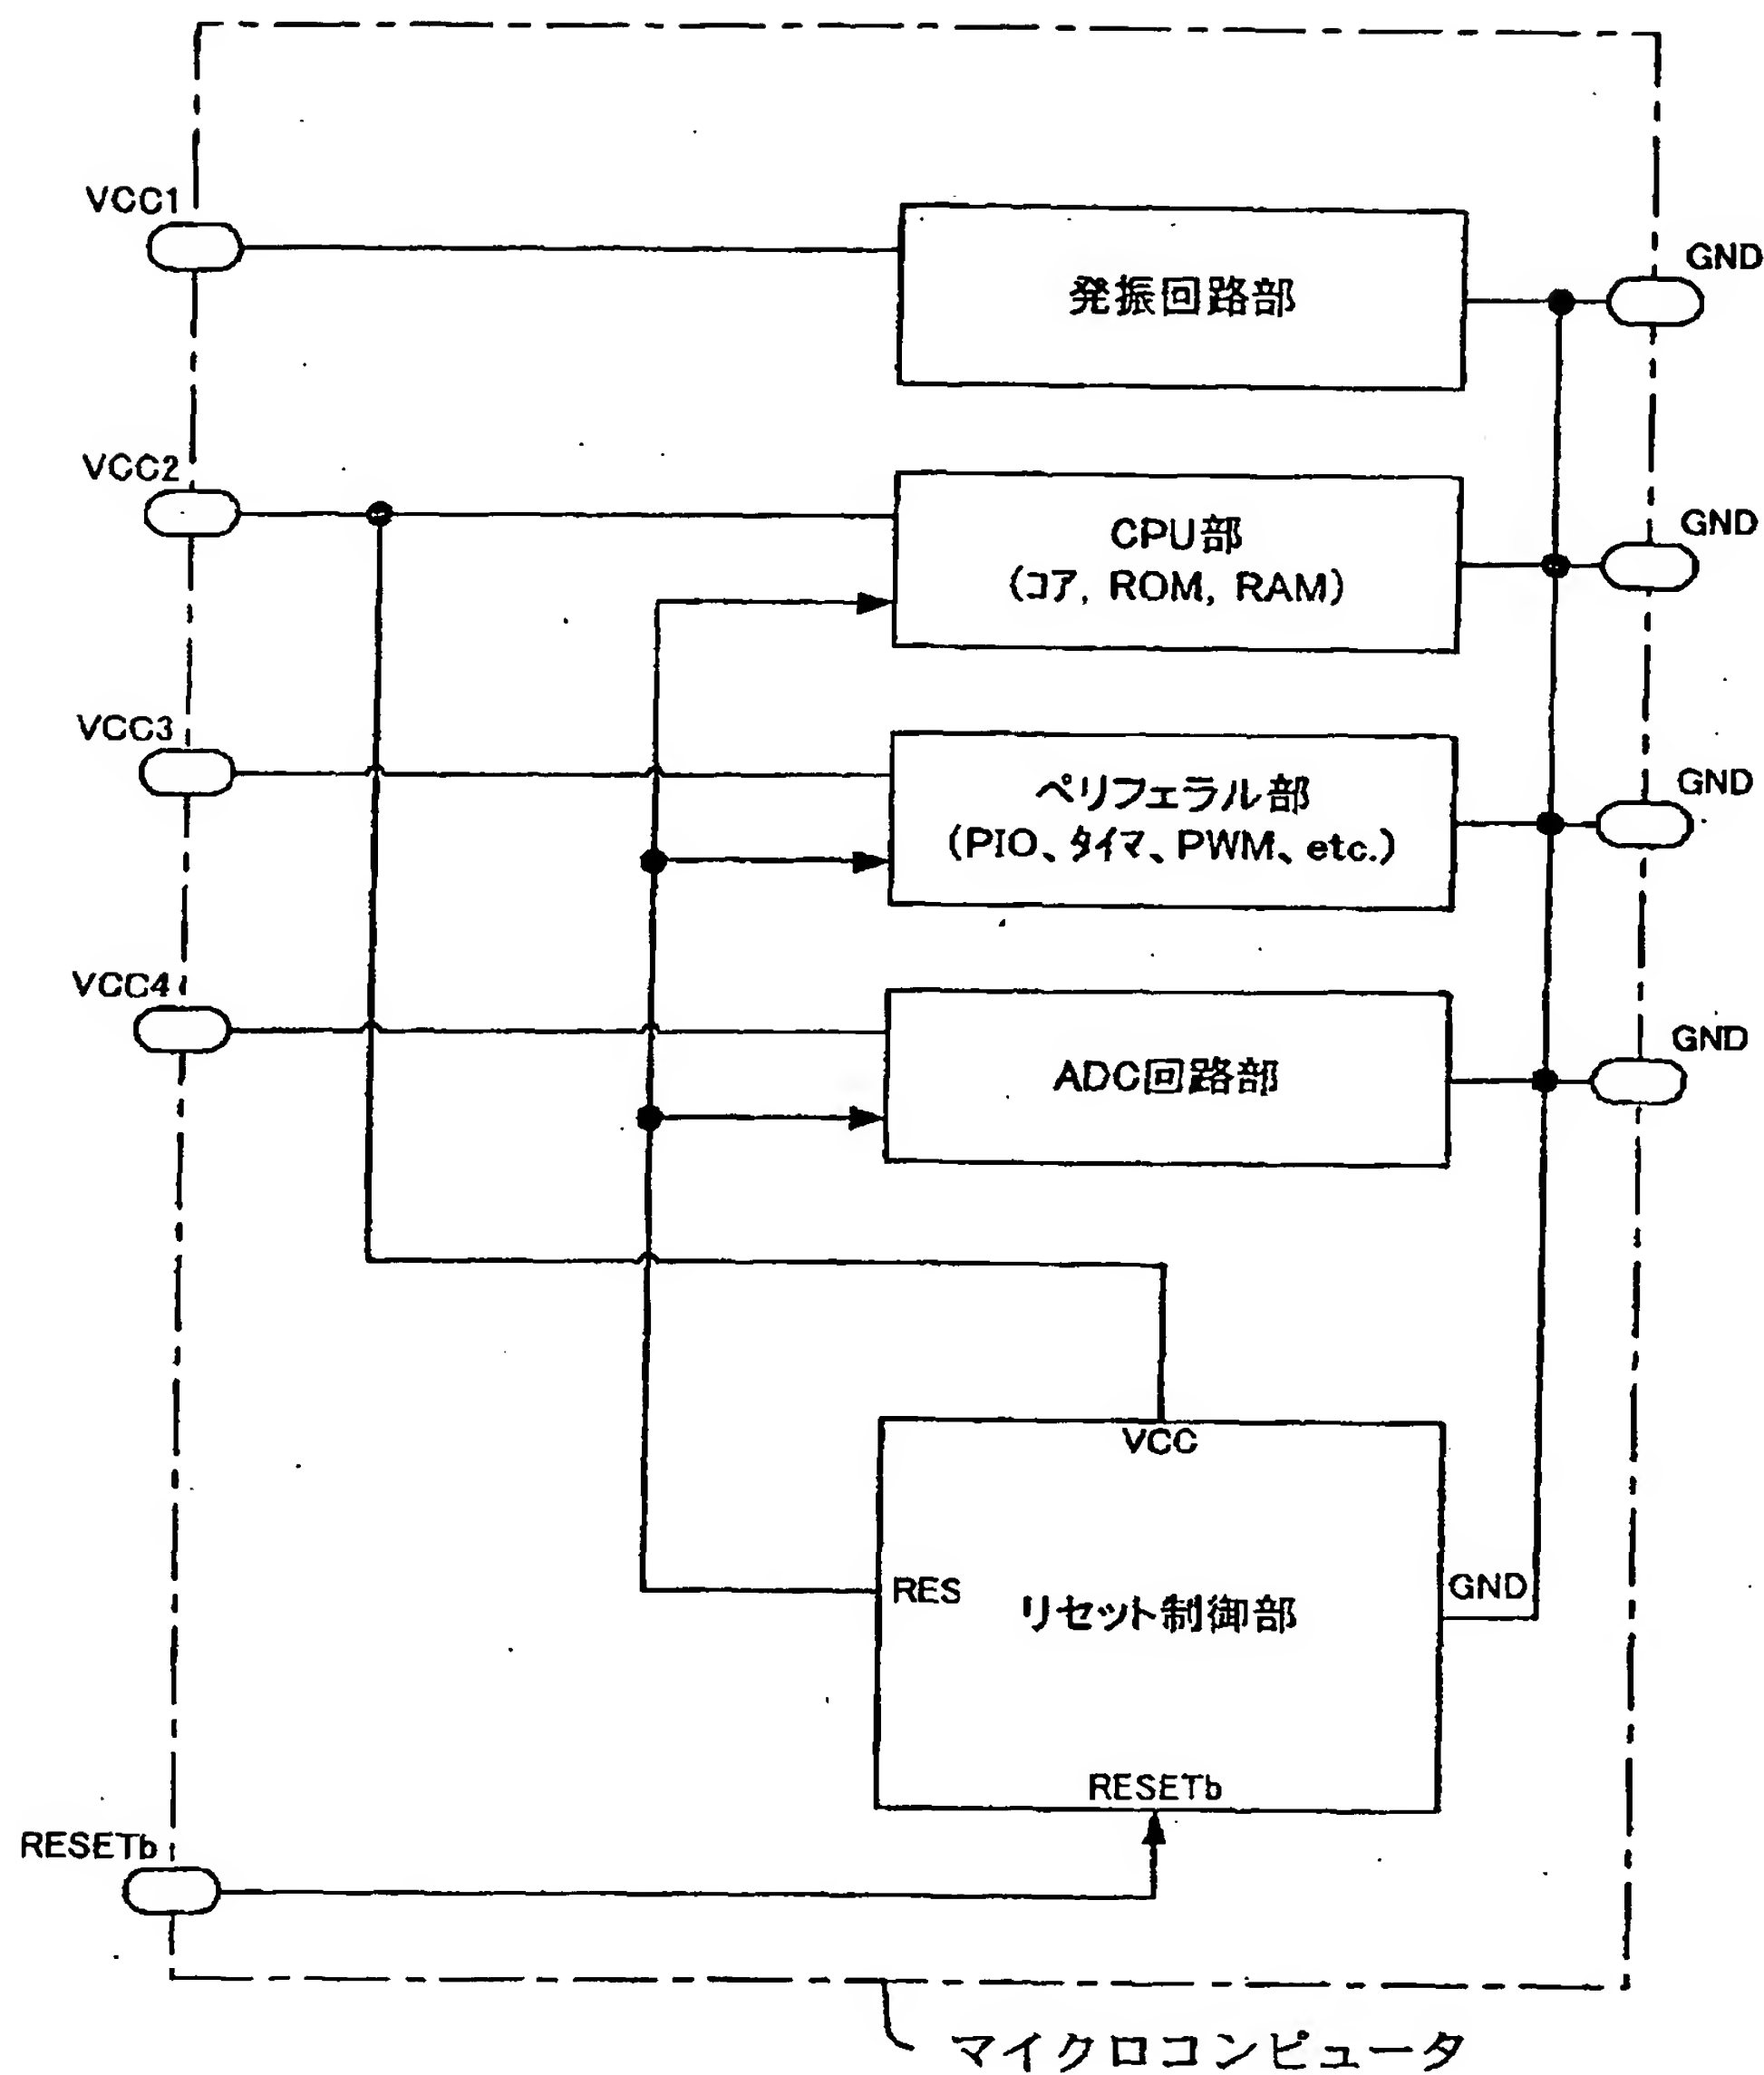 VCC1
GND
発振回路部
VCC2
GND
CPU部
(コア, ROM, RAM)
VCC3
GND
ペリフェラル部
(PIO、タイマ、PWM、etc.)
VCC4
GND
ADC回路部
VCC
RES
GND
リセット制御部
RESETb
RESETb
マイクロコンピュータ